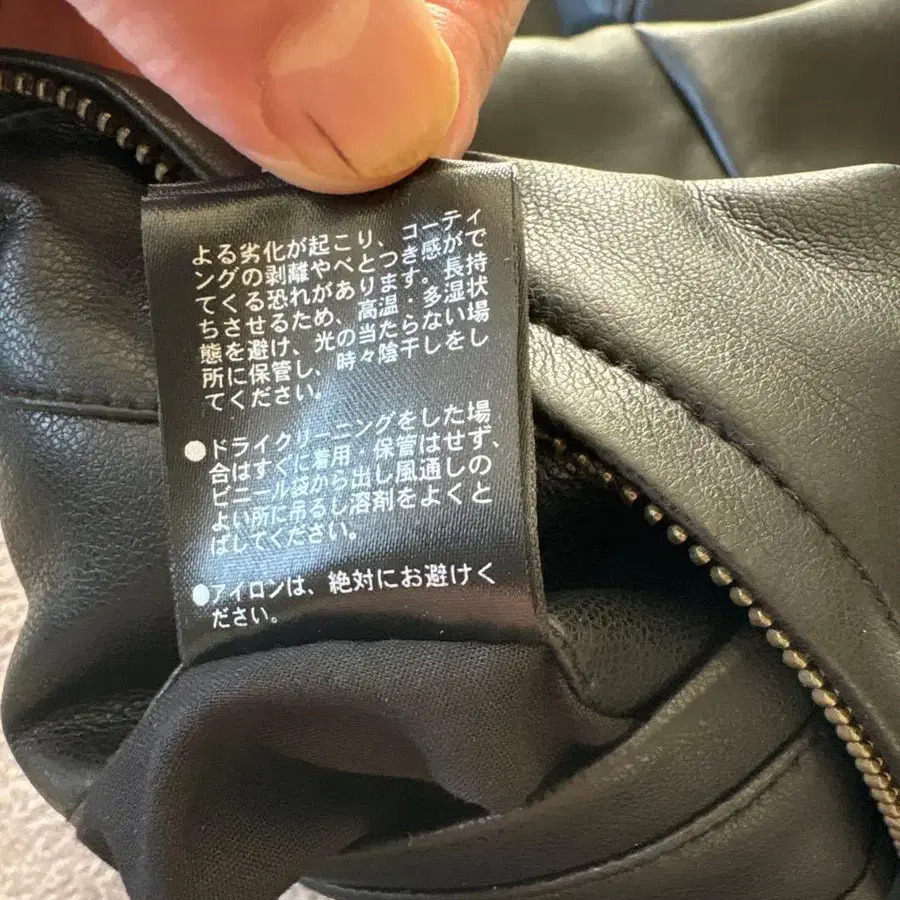 よる劣化が起こり、コーティ
ングの剥離やべとつき感がで
てくる恐れがあります。長持
ちさせるため、高温・多湿状
態を避け、光の当たらない場
所に保管し、時々陰干しをし
てください。
●ドライクリーニングをした場
合はすぐに着用・保管はせず、
ビニール袋から出し風通しの
よい所に吊るし溶剤をよくと
ばしてください。
●アイロンは、絶対にお避けく
ださい。